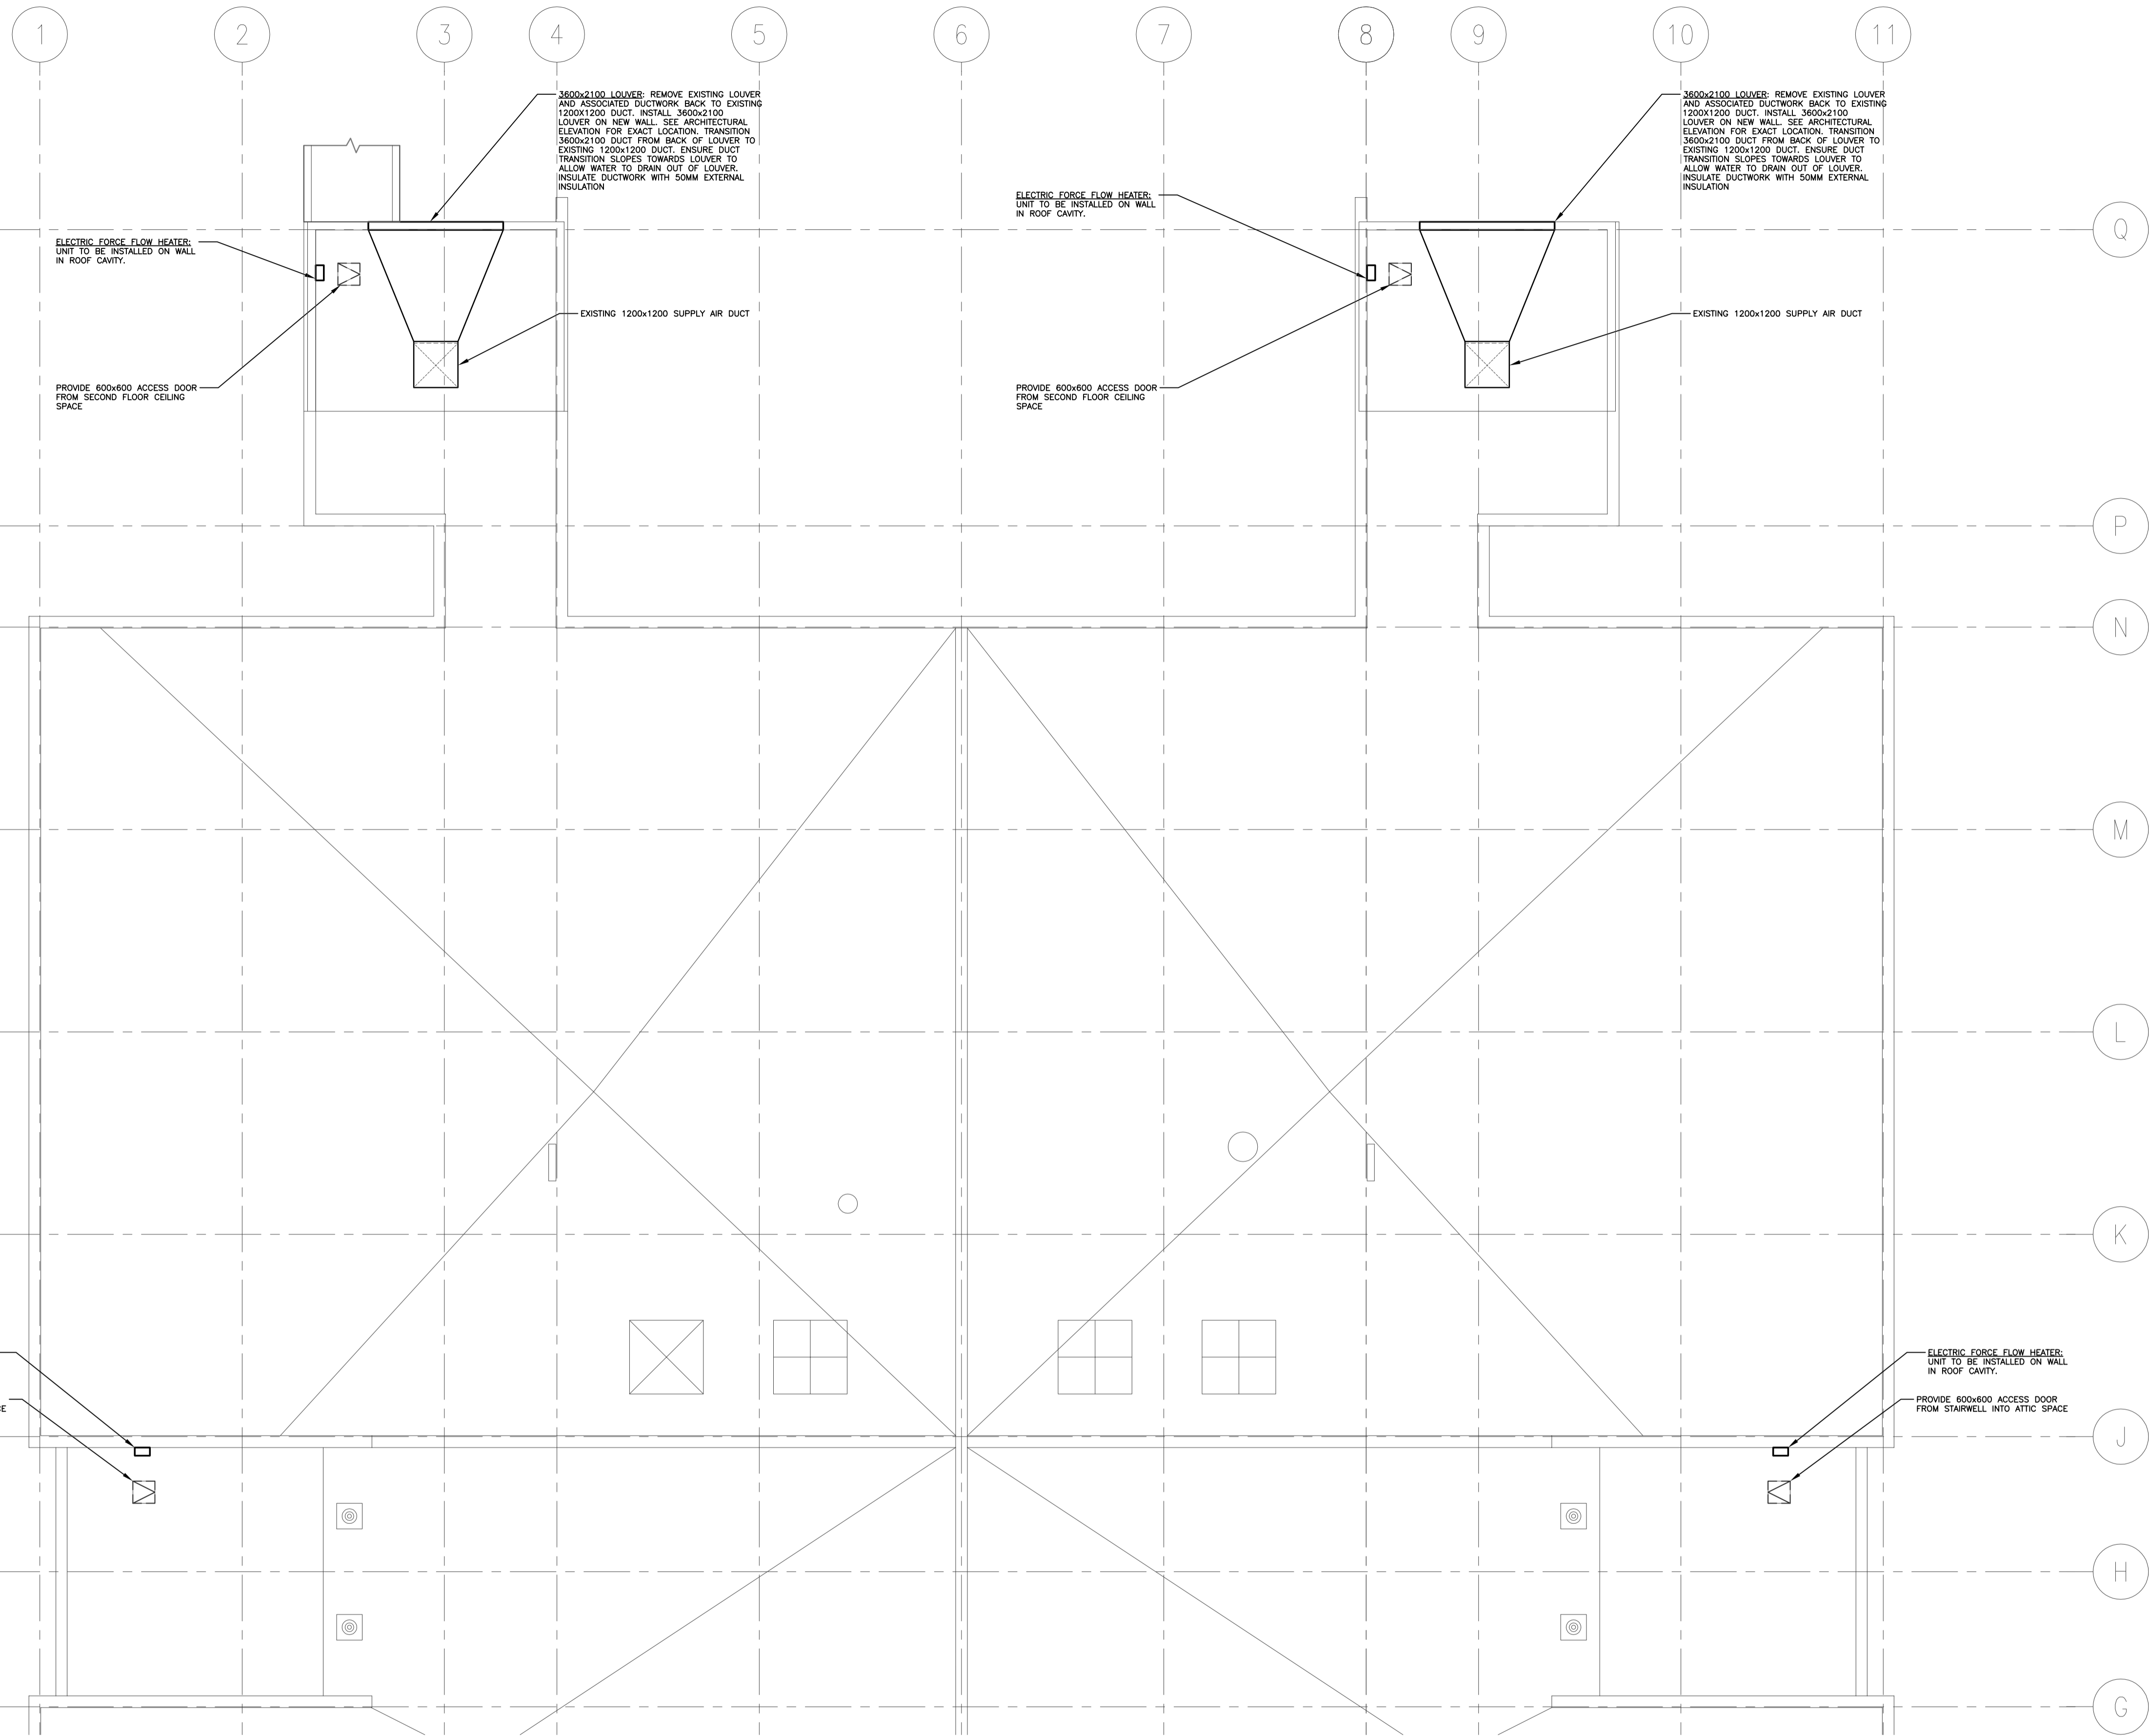 1 2 3 4 5 6 7 8 9 10 11
3600x2100 LOUVER: REMOVE EXISTING LOUVER
AND ASSOCIATED DUCTWORK BACK TO EXISTING
1200X1200 DUCT. INSTALL 3600x2100
LOUVER ON NEW WALL. SEE ARCHITECTURAL
ELEVATION FOR EXACT LOCATION. TRANSITION
3600x2100 DUCT FROM BACK OF LOUVER TO
EXISTING 1200x1200 DUCT. ENSURE DUCT
TRANSITION SLOPES TOWARDS LOUVER TO
ALLOW WATER TO DRAIN OUT OF LOUVER.
INSULATE DUCTWORK WITH 50MM EXTERNAL
INSULATION
3600x2100 LOUVER: REMOVE EXISTING LOUVER
AND ASSOCIATED DUCTWORK BACK TO EXISTING
1200X1200 DUCT. INSTALL 3600x2100
LOUVER ON NEW WALL. SEE ARCHITECTURAL
ELEVATION FOR EXACT LOCATION. TRANSITION
3600x2100 DUCT FROM BACK OF LOUVER TO
EXISTING 1200x1200 DUCT. ENSURE DUCT
TRANSITION SLOPES TOWARDS LOUVER TO
ALLOW WATER TO DRAIN OUT OF LOUVER.
INSULATE DUCTWORK WITH 50MM EXTERNAL
INSULATION
ELECTRIC FORCE FLOW HEATER:
UNIT TO BE INSTALLED ON WALL
IN ROOF CAVITY.
Q
ELECTRIC FORCE FLOW HEATER:
UNIT TO BE INSTALLED ON WALL
IN ROOF CAVITY.
EXISTING 1200x1200 SUPPLY AIR DUCT
EXISTING 1200x1200 SUPPLY AIR DUCT
PROVIDE 600x600 ACCESS DOOR
FROM SECOND FLOOR CEILING
SPACE
PROVIDE 600x600 ACCESS DOOR
FROM SECOND FLOOR CEILING
SPACE
P
N
M
L
K
ELECTRIC FORCE FLOW HEATER:
UNIT TO BE INSTALLED ON WALL
IN ROOF CAVITY.
PROVIDE 600x600 ACCESS DOOR
FROM STAIRWELL INTO ATTIC SPACE
J
H
G